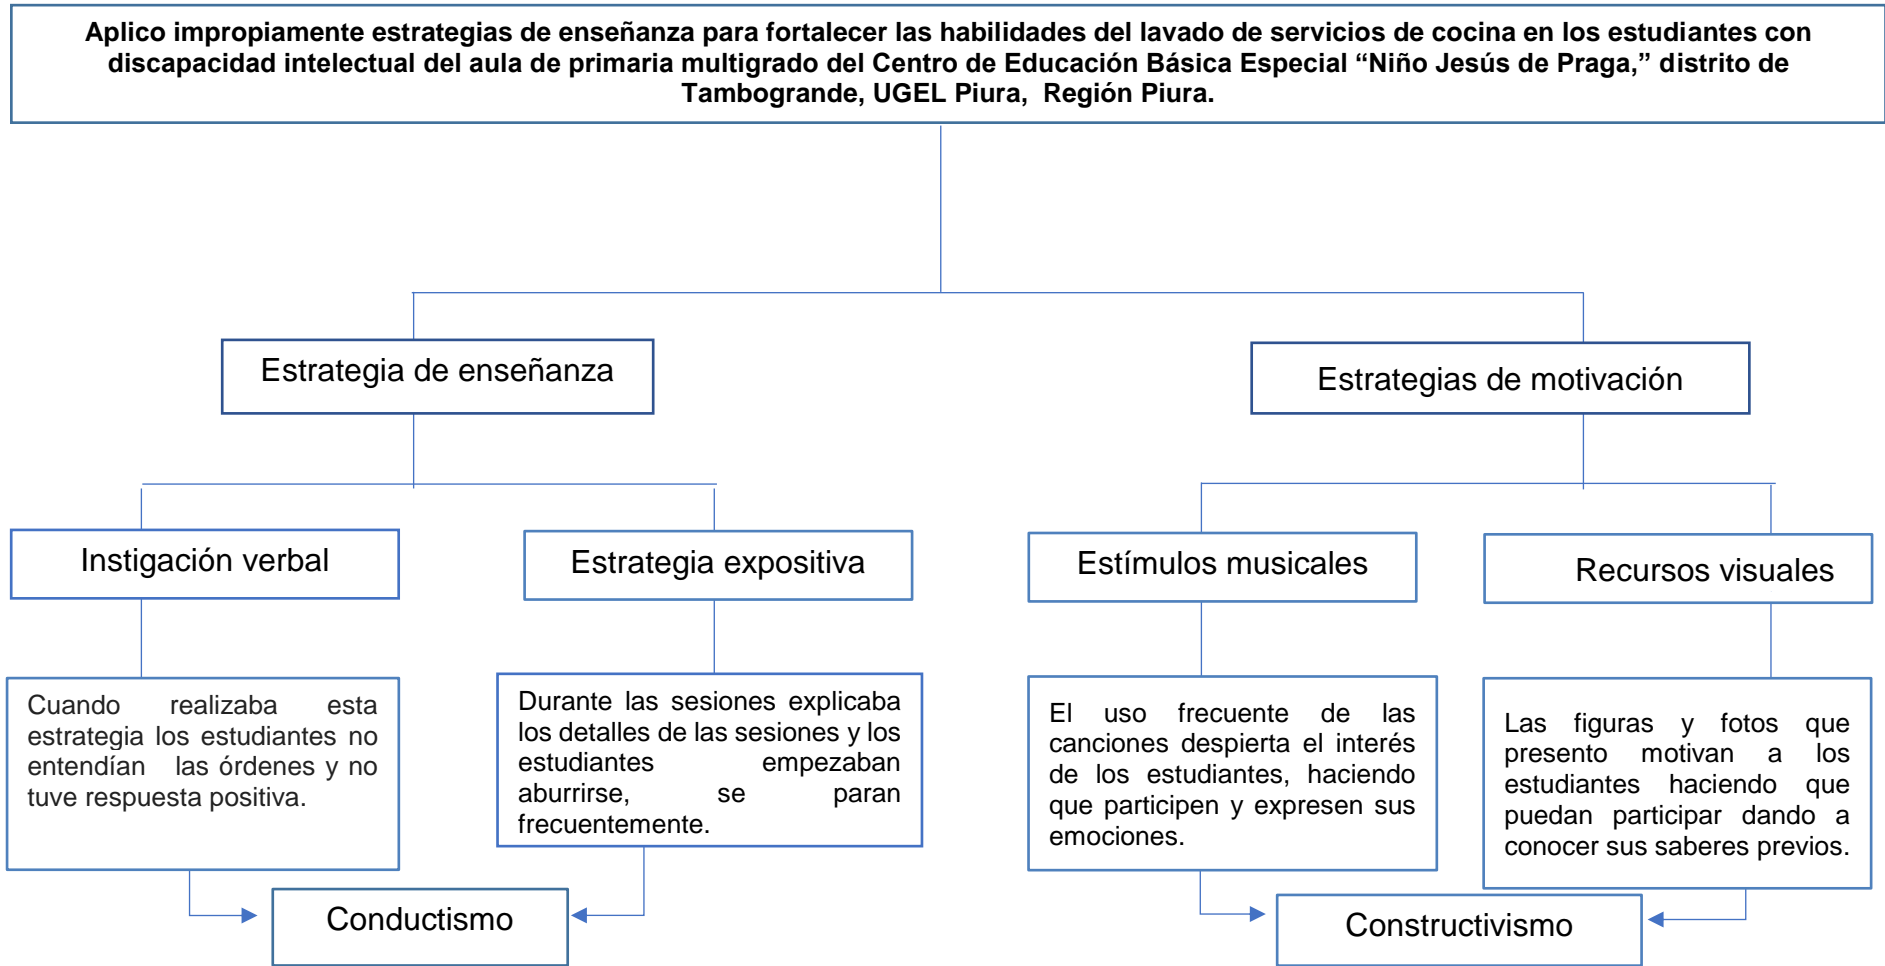 Aplico impropiamente estrategias de enseñanza para fortalecer las habilidades del lavado de servicios de cocina en los estudiantes con
discapacidad intelectual del aula de primaria multigrado del Centro de Educación Básica Especial “Niño Jesús de Praga,” distrito de
Tambogrande, UGEL Piura, Región Piura.
Estrategia de enseñanza
Estrategias de motivación
Instigación verbal
Estrategia expositiva
Estímulos musicales
Recursos visuales
Cuando realizaba esta
estrategia los estudiantes no
entendían las órdenes y no
tuve respuesta positiva.
Durante las sesiones explicaba
los detalles de las sesiones y los
estudiantes empezaban
aburrirse, se paran
frecuentemente.
El uso frecuente de las
canciones despierta el interés
de los estudiantes, haciendo
que participen y expresen sus
emociones.
Las figuras y fotos que
presento motivan a los
estudiantes haciendo que
puedan participar dando a
conocer sus saberes previos.
Conductismo
Constructivismo